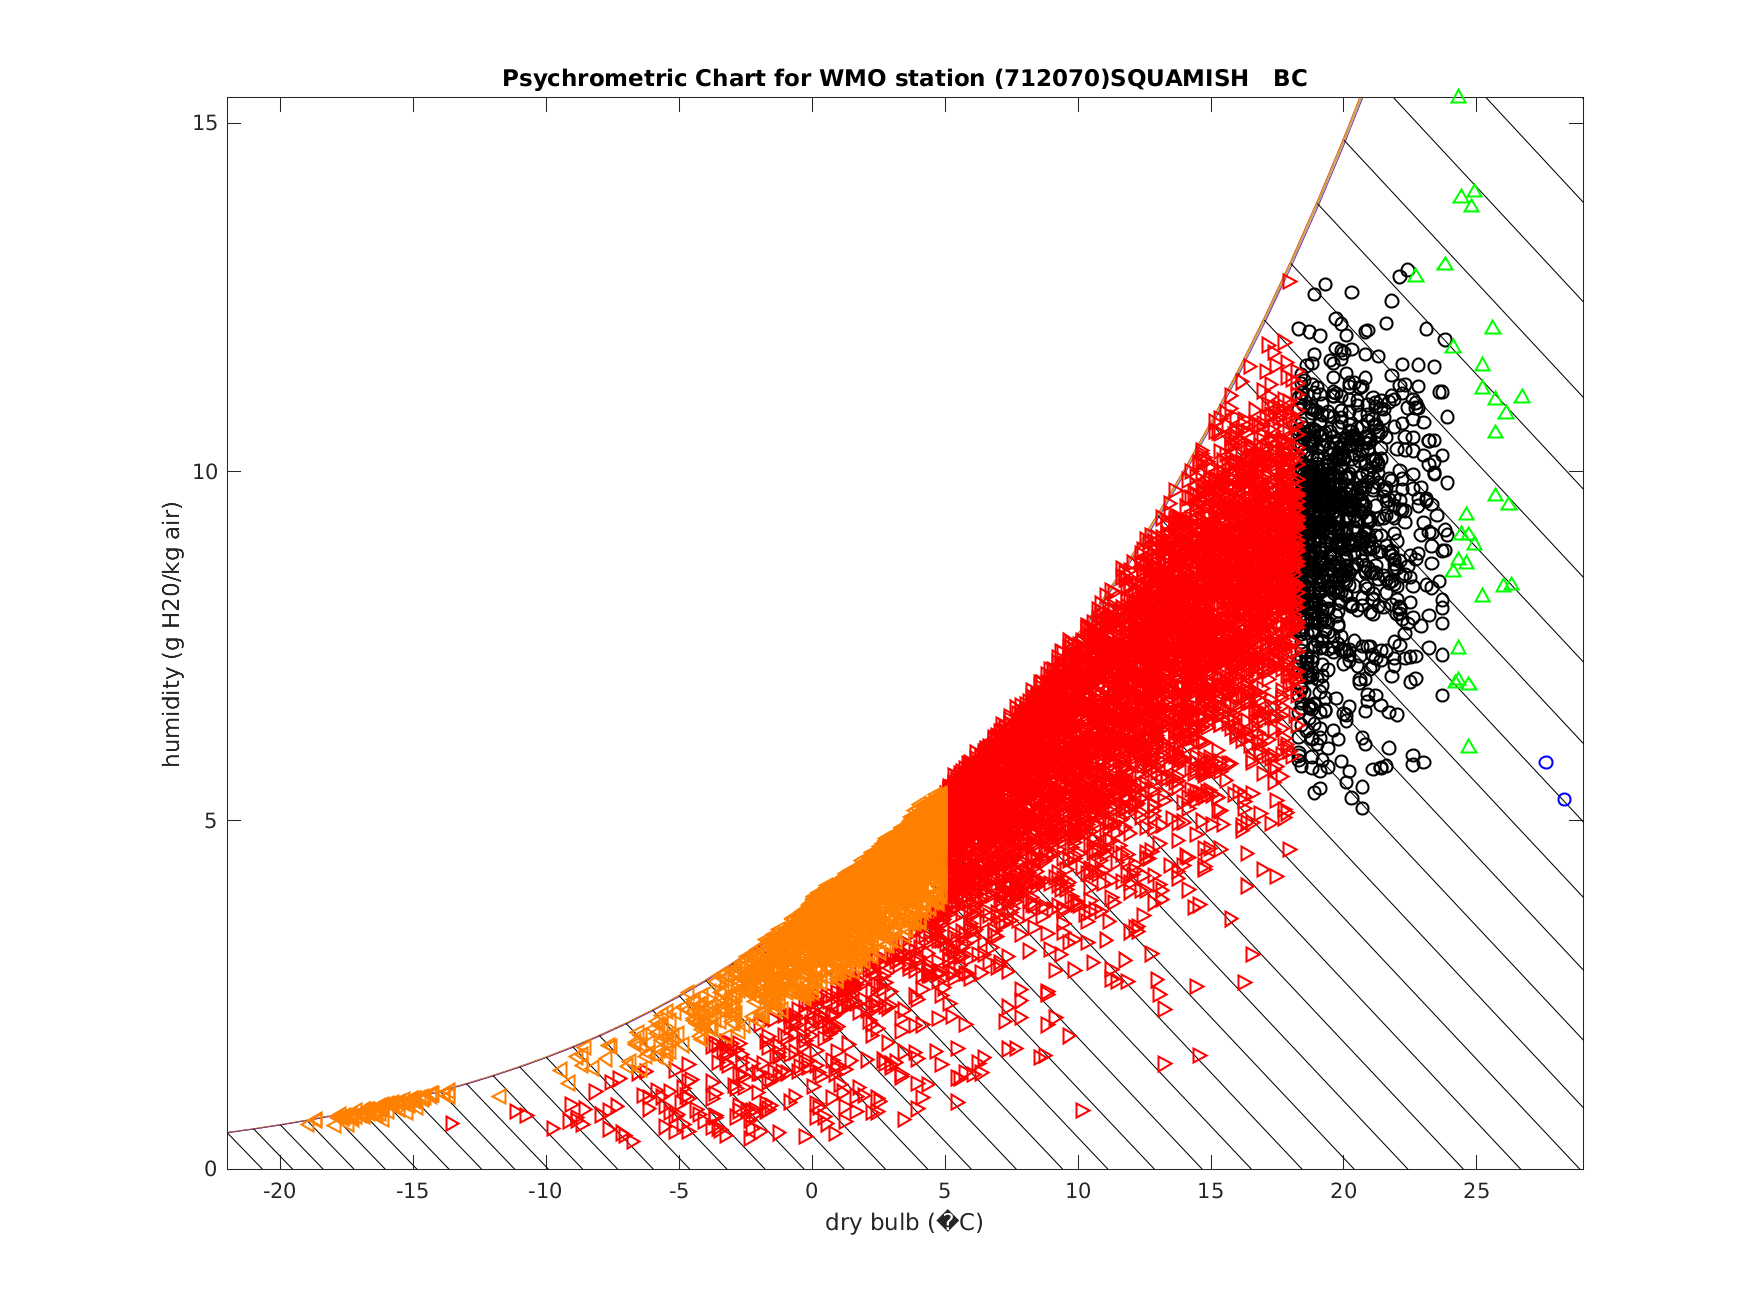 Psychrometric Chart for WMO station (712070)SQUAMISH   BC
15
10
5
0
humidity (g H20/kg air)
-20 -15 -10 -5 0 5 10 15 20 25
dry bulb (�C)